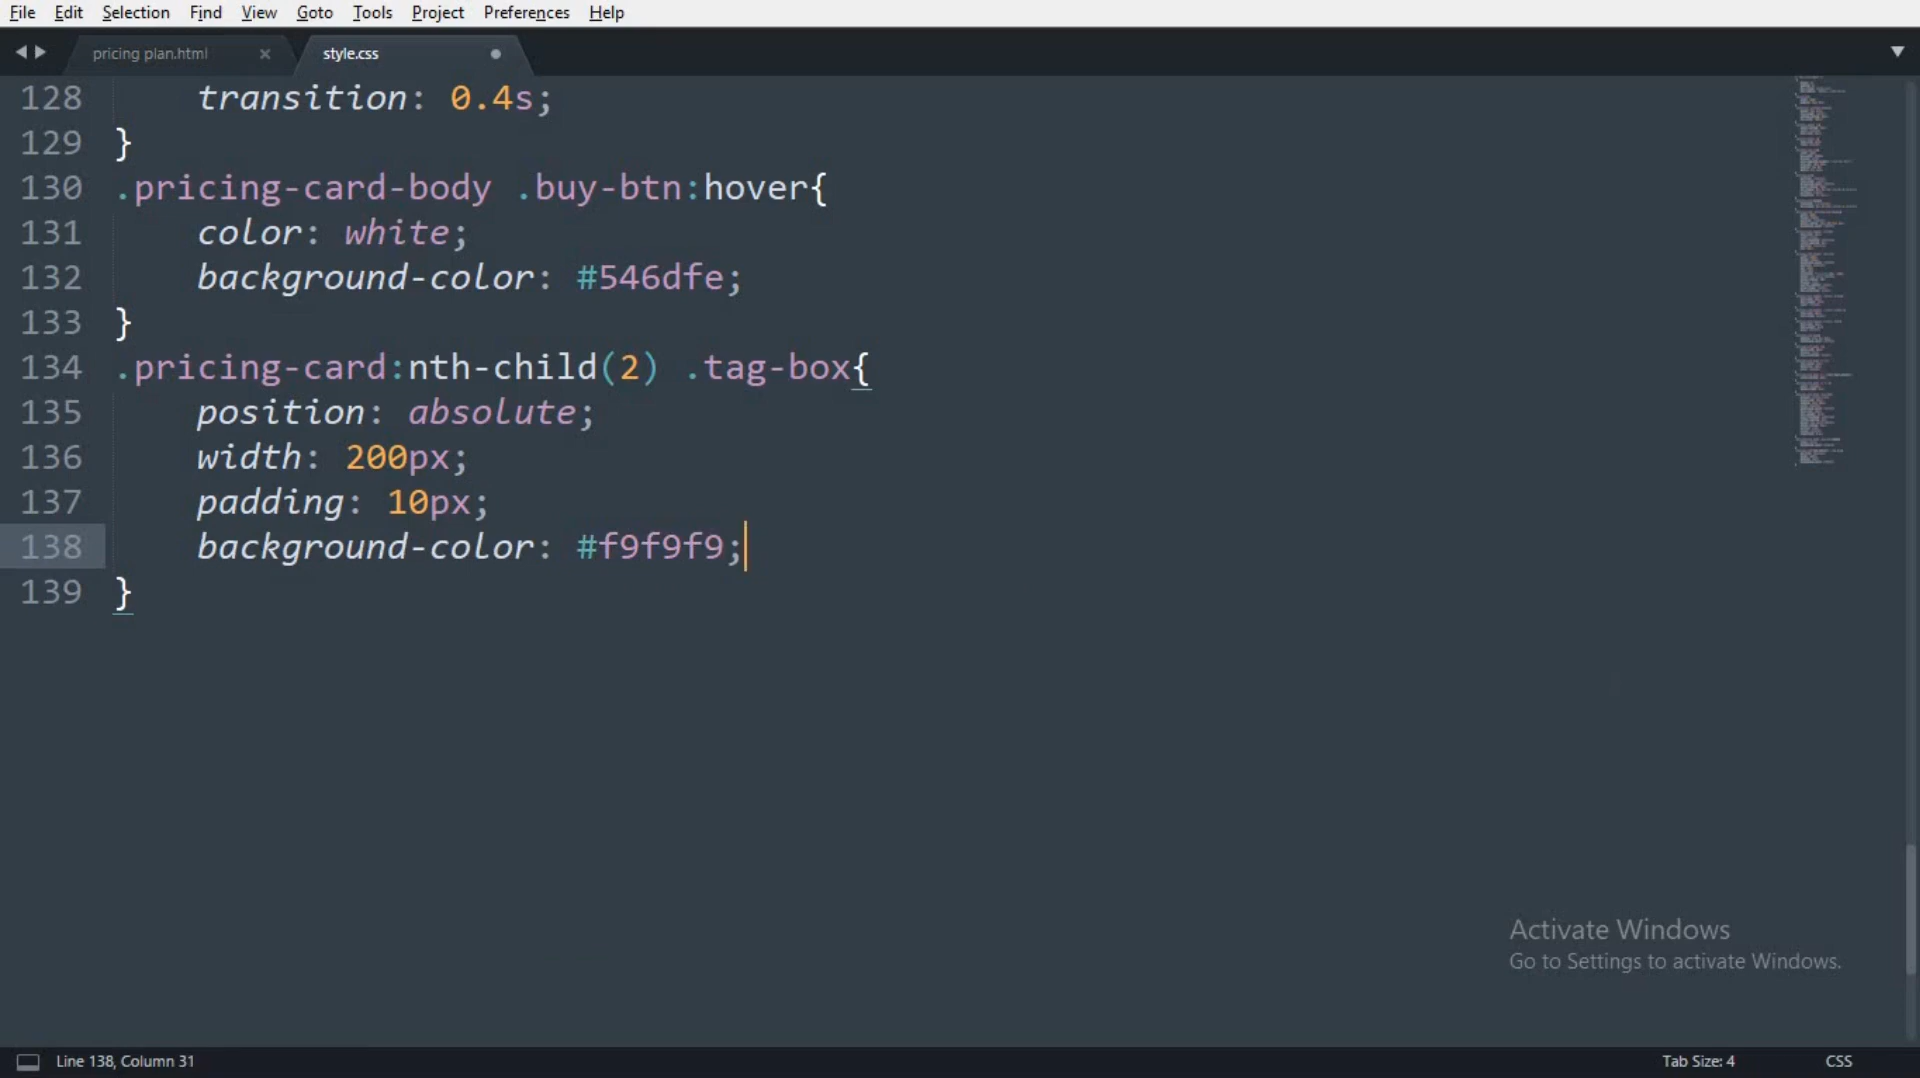 File Edit Selection Find View Goto Tools Project Preferences Help
pricing plan.html × style.css
128 transition: 0.4s;
129 }
130 .pricing-card-body .buy-btn:hover{
131 color: white;
132 background-color: #546dfe;
133 }
134 .pricing-card:nth-child(2) .tag-box{
135 position: absolute;
136 width: 200px;
137 padding: 10px;
138 background-color: #f9f9f9;
139 }
Activate Windows
Go to Settings to activate Windows.
Line 138, Column 31 Tab Size: 4 CSS